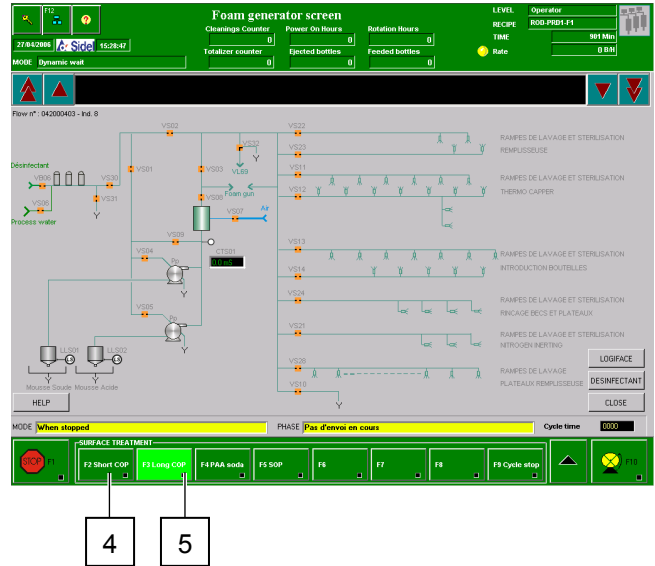 F12
?
Foam generator screen
LEVEL Operator
RECIPE ROD-PRD1-F1
TIME 901 Min
Rate 0 B/H
27/04/2006 Sidel 15:28:47
MODE Dynamic wait
Cleanings Counter Power On Hours Rotation Hours
0 0 0
Totalizer counter Ejected bottles Feeded bottles
0 0 0
Flow n° : 042000403 - Ind. 8
VS02 VS22
VS32 VS23
RAMPES DE LAVAGE ET STERILISATION
REMPLISSEUSE
Désinfectant
VB06 VS30 VS01 VS03 VL69 VS11
RAMPES DE LAVAGE ET STERILISATION
THERMO CAPPER
VS31 VS08 Foam gun VS12
VS06 VS07 Air
Process water
VS09 VS13
VS04 Pp CTS01
0.0 mS
RAMPES DE LAVAGE ET STERILISATION
INTRODUCTION BOUTEILLES
VS14
VS24
RAMPES DE LAVAGE ET STERILISATION
RINCAGE BECS ET PLATEAUX
VS05 Pp
VS21
RAMPES DE LAVAGE ET STERILISATION
NITROGEN INERTING
LLS01 LLS02
LS LS
VS28
RAMPES DE LAVAGE
PLATEAUX REMPLISSEUSE
VS10
Mousse Soude Mousse Acide
LOGIFACE
DESINFECTANT
HELP CLOSE
MODE When stopped PHASE Pas d'envoi en cours Cycle time 0000
SURFACE TREATMENT
STOP F1 F2 Short COP F3 Long COP F4 PAA soda F5 SOP F6 F7 F8 F9 Cycle stop F10
4 5